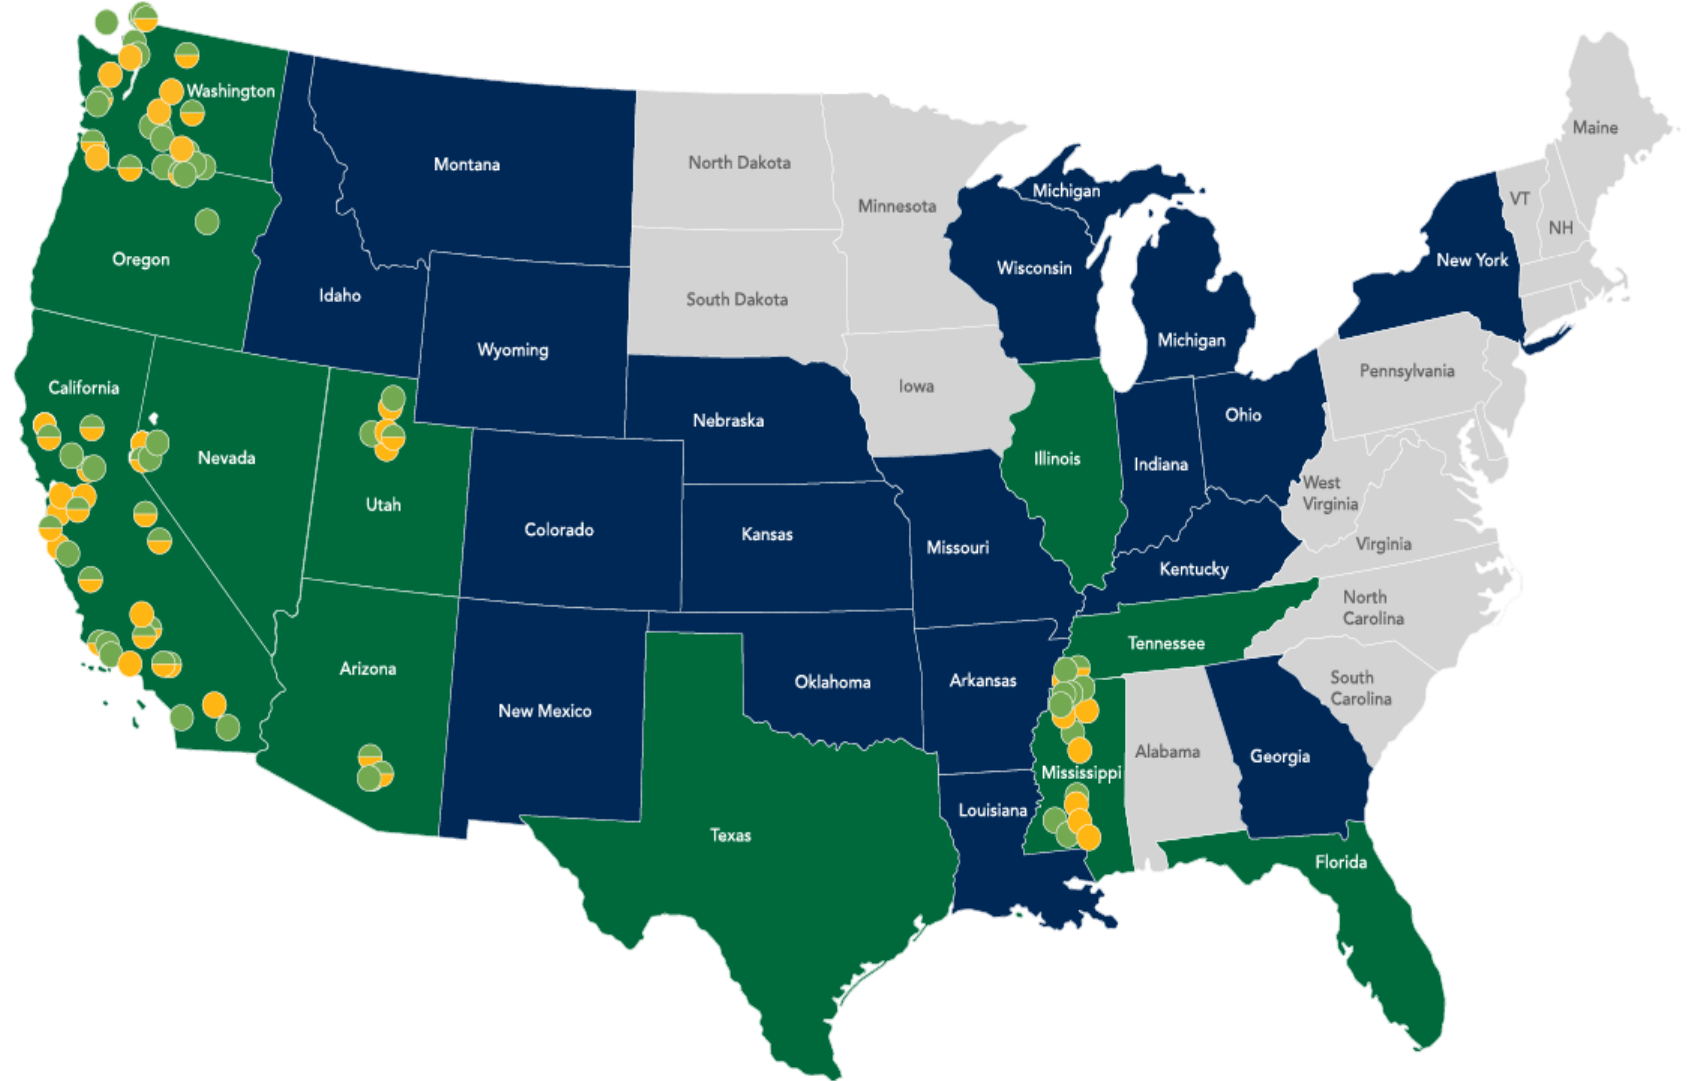 Washington
Montana
North Dakota
Minnesota
Michigan
Maine
VT
NH
Oregon
Idaho
Wyoming
South Dakota
Wisconsin
Michigan
New York
California
Nevada
Utah
Colorado
Nebraska
Iowa
Illinois
Indiana
Ohio
Pennsylvania
West
Virginia
Virginia
Kansas
Missouri
Kentucky
North
Carolina
Tennessee
South
Carolina
Arizona
New Mexico
Oklahoma
Arkansas
Mississippi
Alabama
Georgia
Louisiana
Texas
Florida